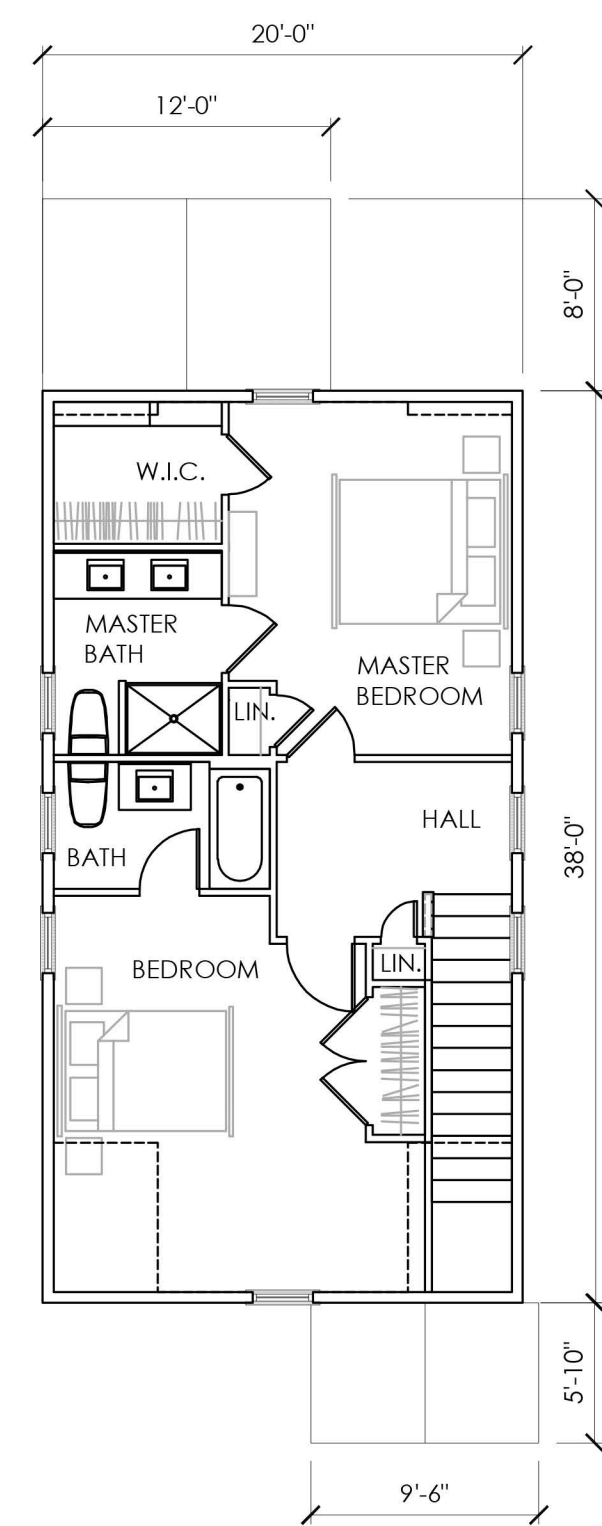 20'-0"
12'-0"
8'-0"
W.I.C.
MASTER
BATH
MASTER
BEDROOM
LIN.
HALL
38'-0"
BATH
BEDROOM
LIN.
5'-10"
9'-6"